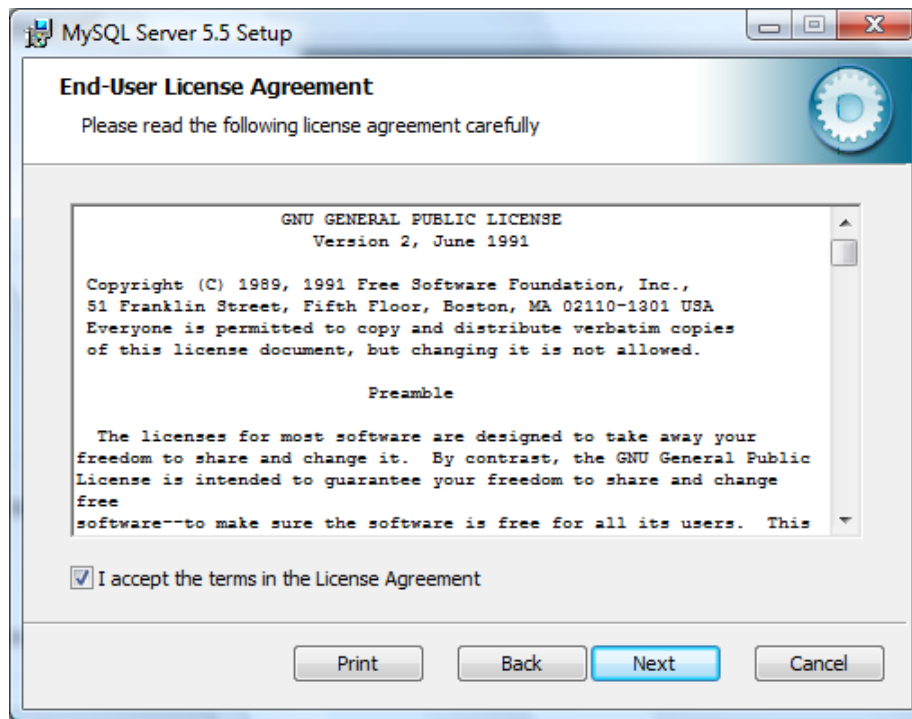 MySQL Server 5.5 Setup
End-User License Agreement
Please read the following license agreement carefully
GNU GENERAL PUBLIC LICENSE
Version 2, June 1991
Copyright (C) 1989, 1991 Free Software Foundation, Inc.,
51 Franklin Street, Fifth Floor, Boston, MA 02110-1301 USA
Everyone is permitted to copy and distribute verbatim copies
of this license document, but changing it is not allowed.
Preamble
The licenses for most software are designed to take away your
freedom to share and change it. By contrast, the GNU General Public
License is intended to guarantee your freedom to share and change
free
software--to make sure the software is free for all its users. This
I accept the terms in the License Agreement
Print Back Next Cancel